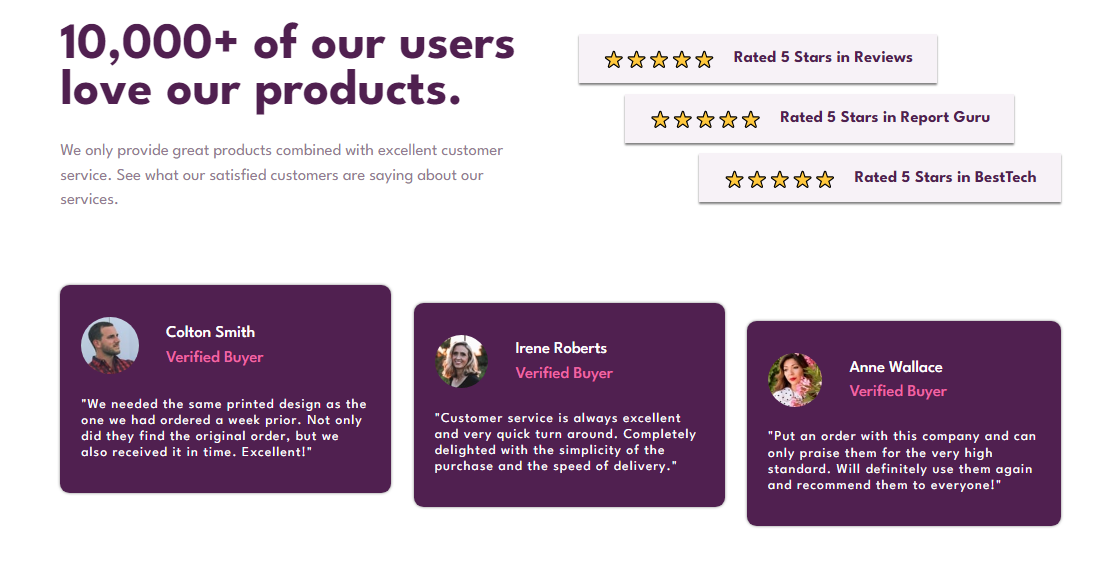 10,000+ of our users
love our products.
We only provide great products combined with excellent customer
service. See what our satisfied customers are saying about our
services.
Rated 5 Stars in Reviews
Rated 5 Stars in Report Guru
Rated 5 Stars in BestTech
Colton Smith
Verified Buyer
"We needed the same printed design as the
one we had ordered a week prior. Not only
did they find the original order, but we
also received it in time. Excellent!"
Irene Roberts
Verified Buyer
"Customer service is always excellent
and very quick turn around. Completely
delighted with the simplicity of the
purchase and the speed of delivery."
Anne Wallace
Verified Buyer
"Put an order with this company and can
only praise them for the very high
standard. Will definitely use them again
and recommend them to everyone!"